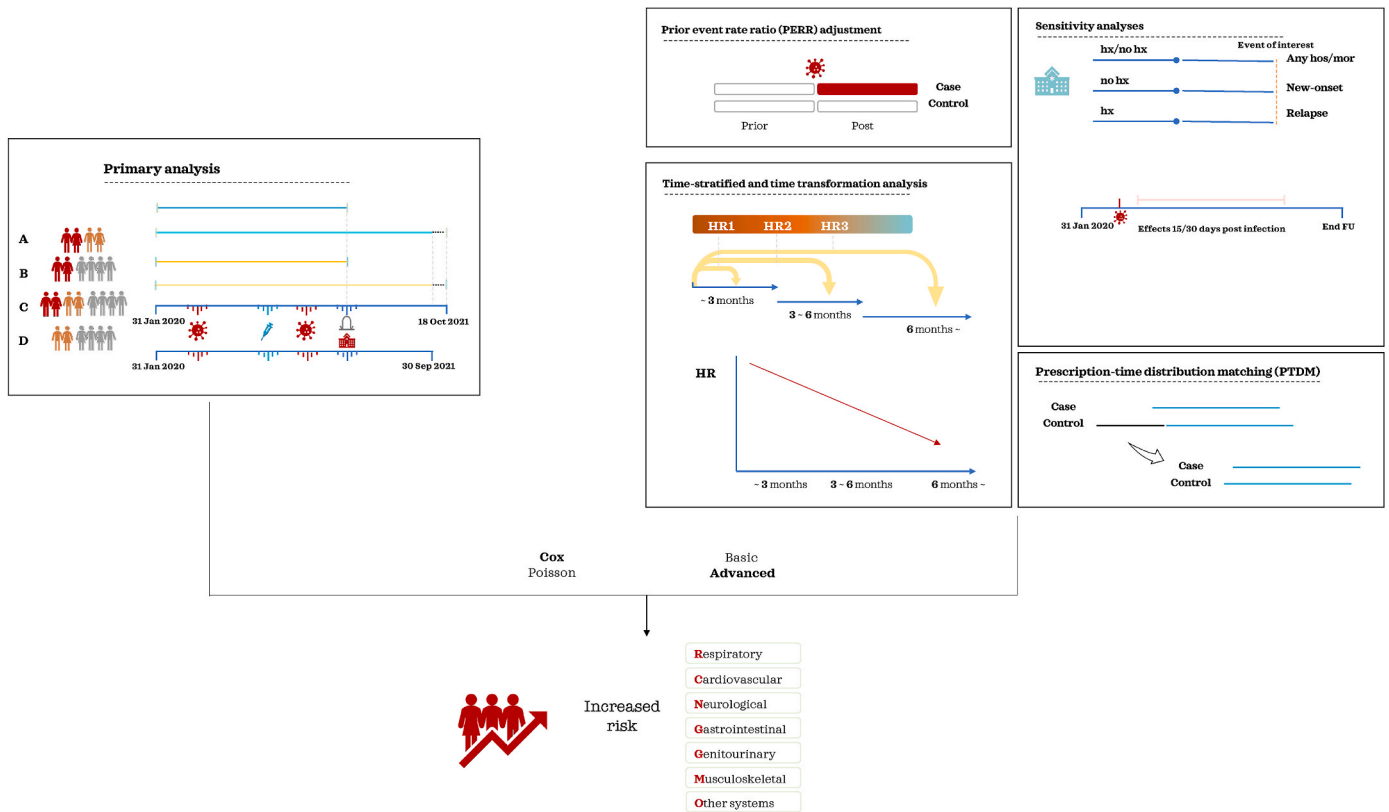 Primary analysis
A
B
C
D
31 Jan 2020
18 Oct 2021
31 Jan 2020
30 Sep 2021
Prior event rate ratio (PERR) adjustment
Case
Control
Prior
Post
Time-stratified and time transformation analysis
HR1
HR2
HR3
~ 3 months
3 ~ 6 months
6 months ~
HR
~ 3 months
3 ~ 6 months
6 months ~
Sensitivity analyses
Event of interest
hx/no hx
Any hos/mor
no hx
New-onset
hx
Relapse
31 Jan 2020
Effects 15/30 days post infection
End FU
Prescription-time distribution matching (PTDM)
Case
Control
Case
Control
Cox
Poisson
Basic
Advanced
Increased
risk
Respiratory
Cardiovascular
Neurological
Gastrointestinal
Genitourinary
Musculoskeletal
Other systems